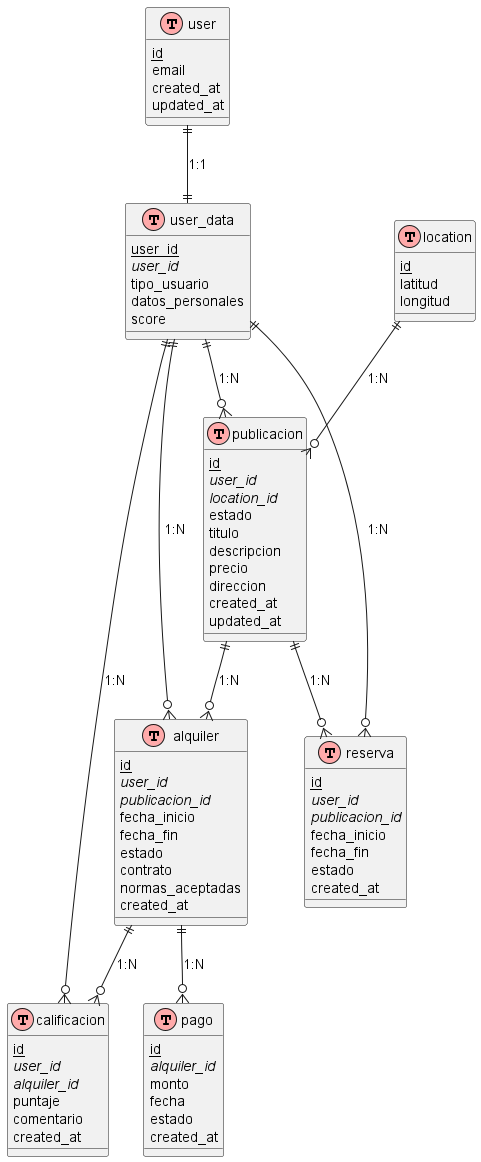 T user
id
email
created_at
updated_at
1:1
T user_data
user_id
user_id
tipo_usuario
datos_personales
score
T location
id
latitud
longitud
1:N
1:N
T publicacion
id
user_id
location_id
estado
titulo
descripcion
precio
direccion
created_at
updated_at
1:N
1:N
1:N
1:N
1:N
T alquiler
id
user_id
publicacion_id
fecha_inicio
fecha_fin
estado
contrato
normas_aceptadas
created_at
T reserva
id
user_id
publicacion_id
fecha_inicio
fecha_fin
estado
created_at
1:N
1:N
T calificacion
id
user_id
alquiler_id
puntaje
comentario
created_at
T pago
id
alquiler_id
monto
fecha
estado
created_at